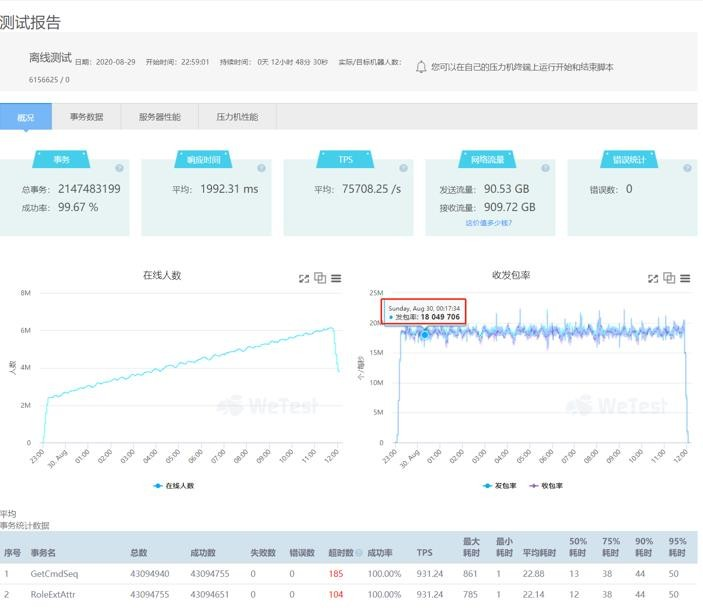 测试报告
离线测试 日期：2020-08-29 开始时间：22:59:01 持续时间：0天 12小时 48分 30秒 实际/目标机器人数：
6156625 / 0
您可以在自己的压力机终端上运行开始和结束脚本
概况 事务数据 服务器性能 压力机性能
事务 响应时间 TPS 网络流量 错误统计
总事务：2147483199 平均：1992.31 ms 平均：75708.25 /s 发送流量：90.53 GB 错误数：0
成功率：99.67 % 接收流量：909.72 GB
这价值多少钱?
在线人数
8M
6M
4M
2M
0
人数
23:00 30. Aug 01:00 02:00 03:00 04:00 05:00 06:00 07:00 08:00 09:00 10:00 11:00 12:00
WeTest
在线人数
收发包率
25M
20M
15M
10M
5M
0
个/每秒
Sunday, Aug 30, 00:17:34
发包率: 18 049 706
23:00 30. Aug 01:00 02:00 03:00 04:00 05:00 06:00 07:00 08:00 09:00 10:00 11:00 12:00
WeTest
发包率 收包率
平均
事务统计数据
序号 事务名 总数 成功数 失败数 错误数 超时数 成功率 TPS 最大耗时 最小耗时 平均耗时 50%耗时 75%耗时 90%耗时 95%耗时
1 GetCmdSeq 43094940 43094755 0 0 185 100.00% 931.24 861 1 22.88 13 38 44 50
2 RoleExtAttr 43094755 43094651 0 0 104 100.00% 931.24 785 1 22.14 12 38 44 50